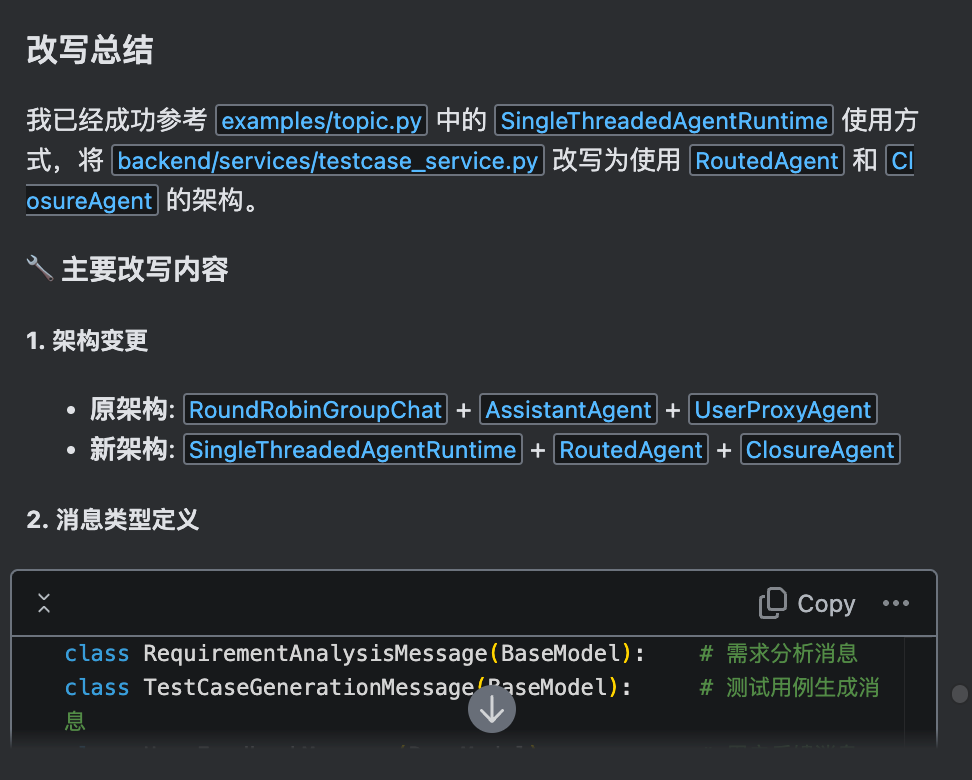 改写总结
我已经成功参考 examples/topic.py 中的 SingleThreadedAgentRuntime 使用方
式，将 backend/services/testcase_service.py 改写为使用 RoutedAgent 和 Cl
osureAgent 的架构。
🔧 主要改写内容
1. 架构变更
• 原架构: RoundRobinGroupChat + AssistantAgent + UserProxyAgent
• 新架构: SingleThreadedAgentRuntime + RoutedAgent + ClosureAgent
2. 消息类型定义
Copy
class RequirementAnalysisMessage(BaseModel): # 需求分析消息
class TestCaseGenerationMessage(BaseModel): # 测试用例生成消
息